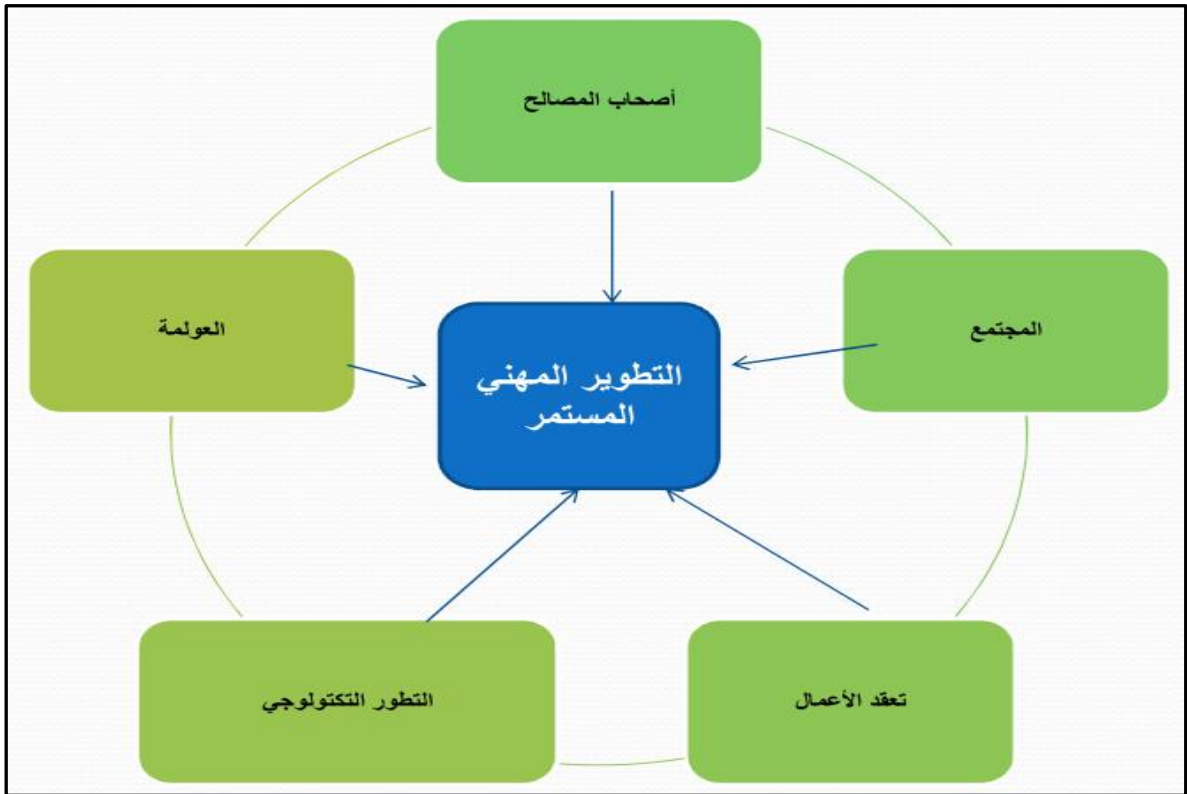 أصحاب المصالح
المجتمع
العولمة
التطوير المهني
المستمر
تعقد الأعمال
التطور التكتولوجي